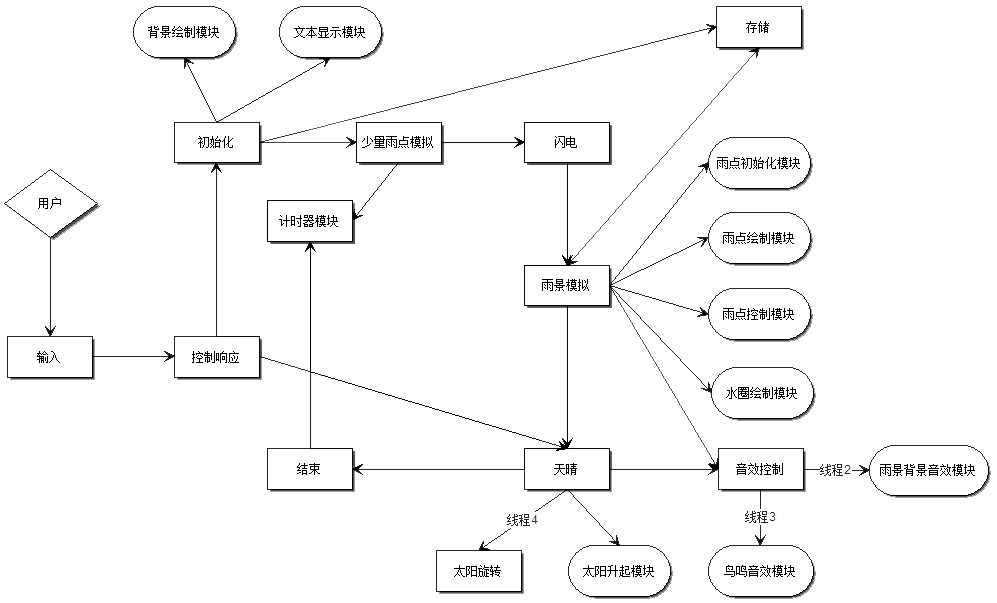 背景绘制模块
文本显示模块
存储
初始化
少量雨点模拟
闪电
雨点初始化模块
用户
计时器模块
雨点绘制模块
雨景模拟
雨点控制模块
输入
控制响应
水圈绘制模块
结束
天晴
音效控制
线程2
雨景背景音效模块
线程4
线程3
太阳旋转
太阳升起模块
鸟鸣音效模块